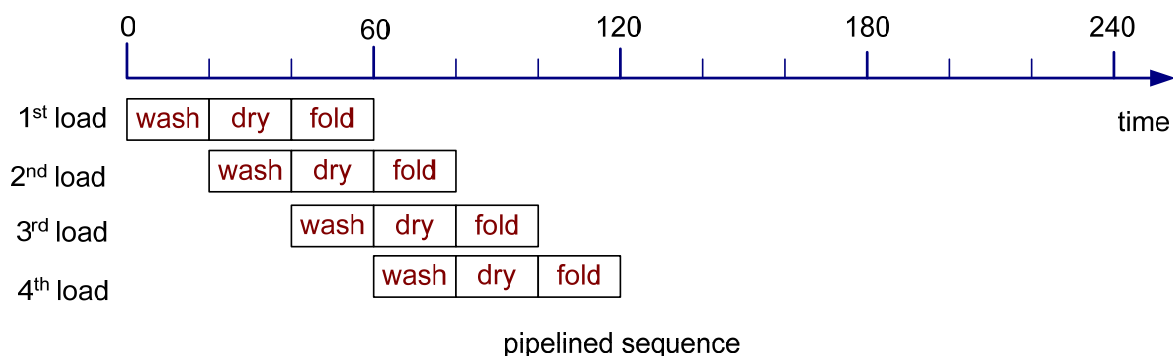 0 60 120 180 240
1st load wash dry fold time
2nd load wash dry fold
3rd load wash dry fold
4th load wash dry fold
pipelined sequence